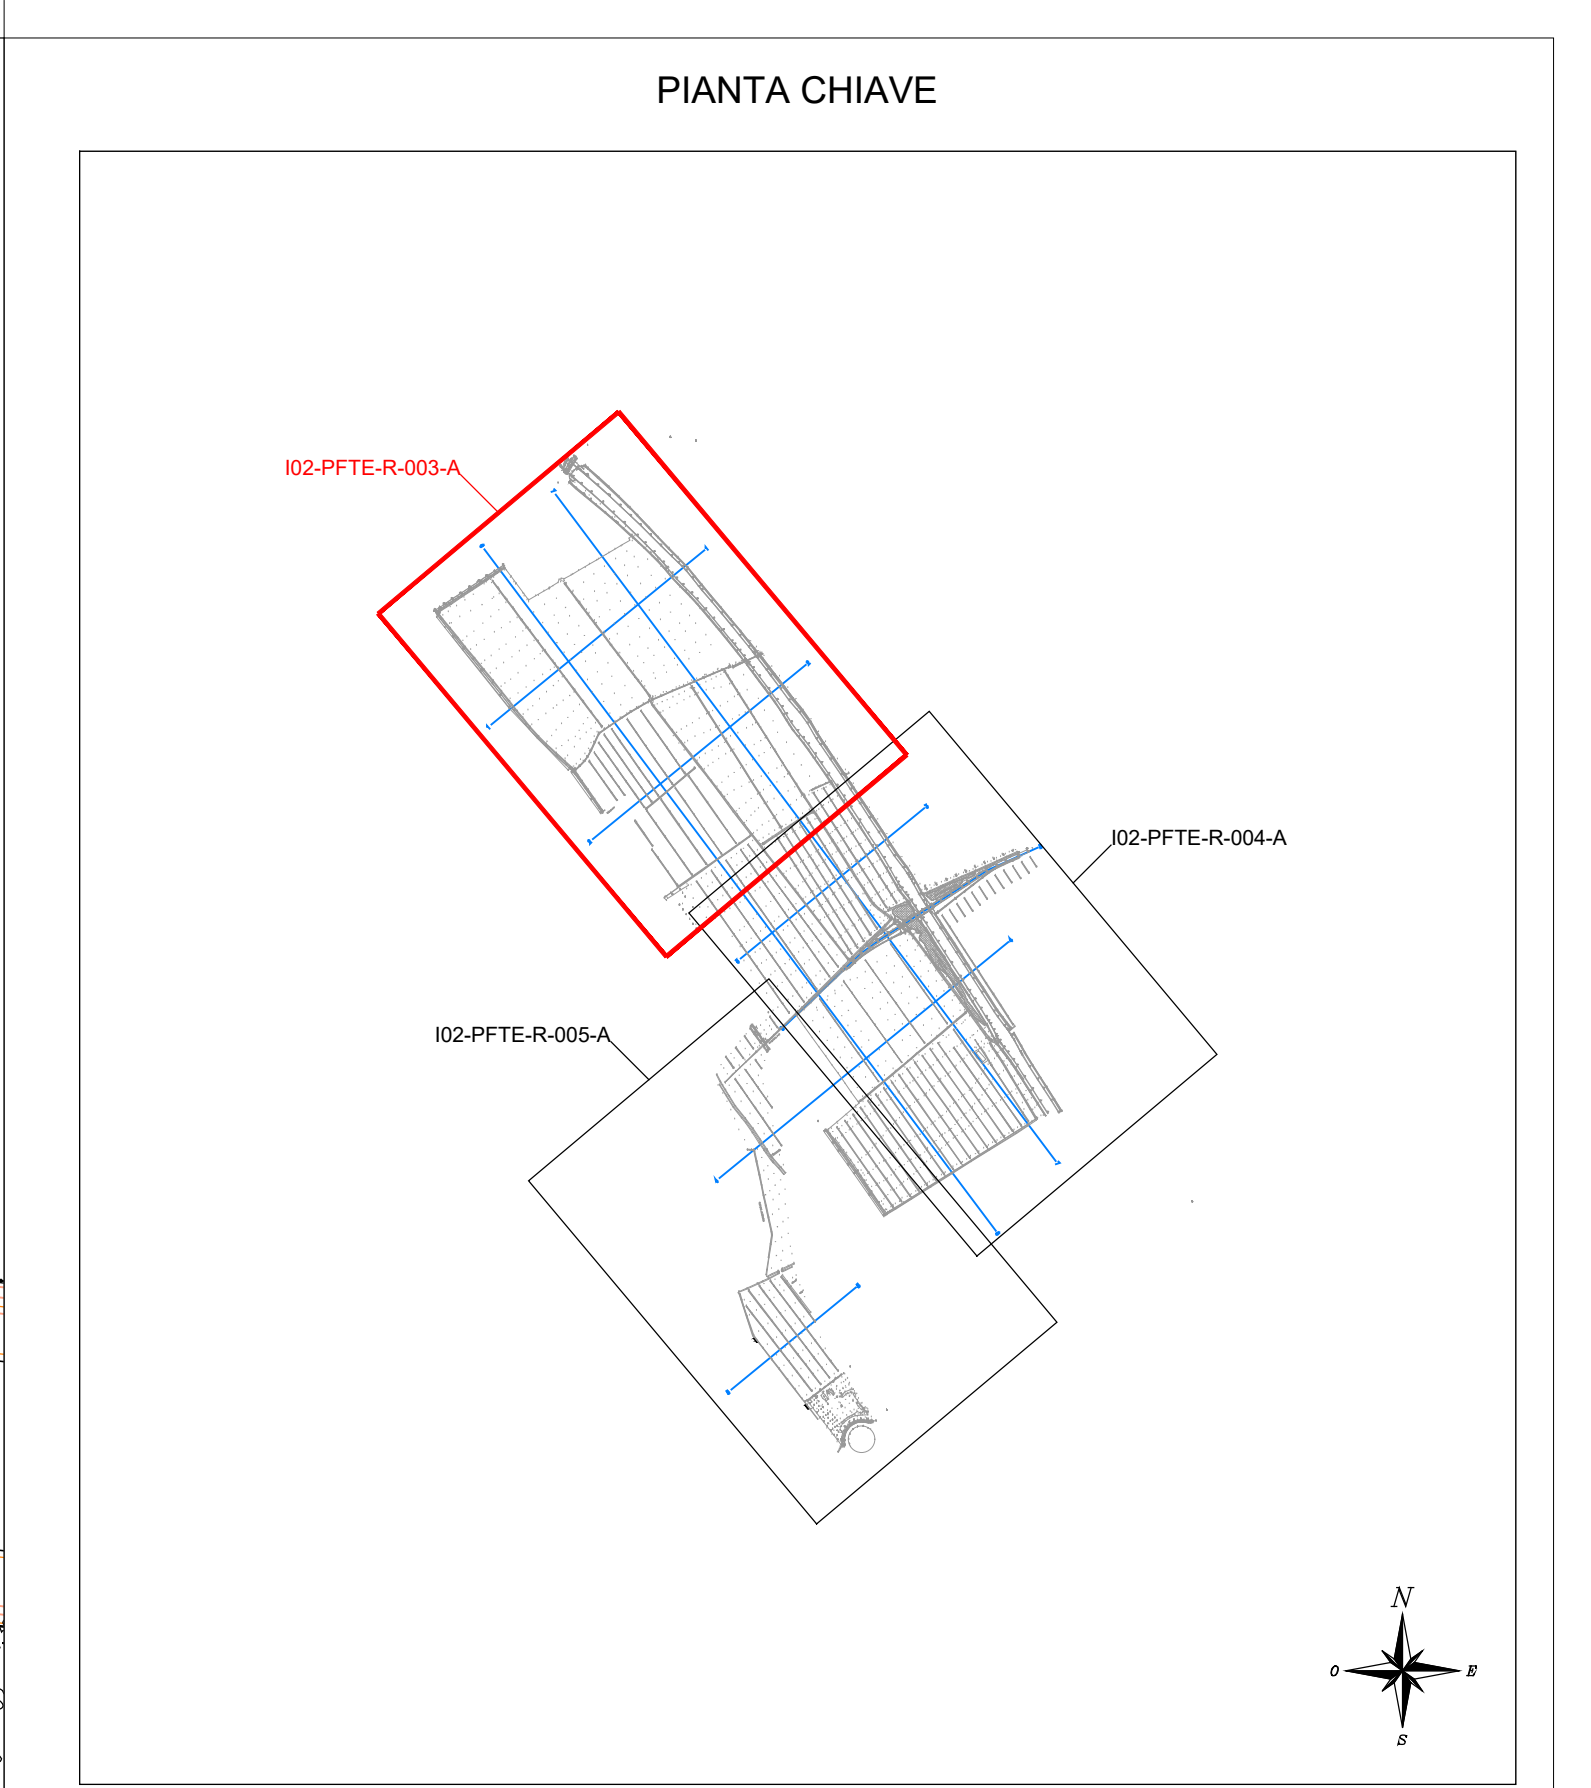 PIANTA CHIAVE
I02-PFTE-R-003-A
I02-PFTE-R-004-A
I02-PFTE-R-005-A
N
O
E
S